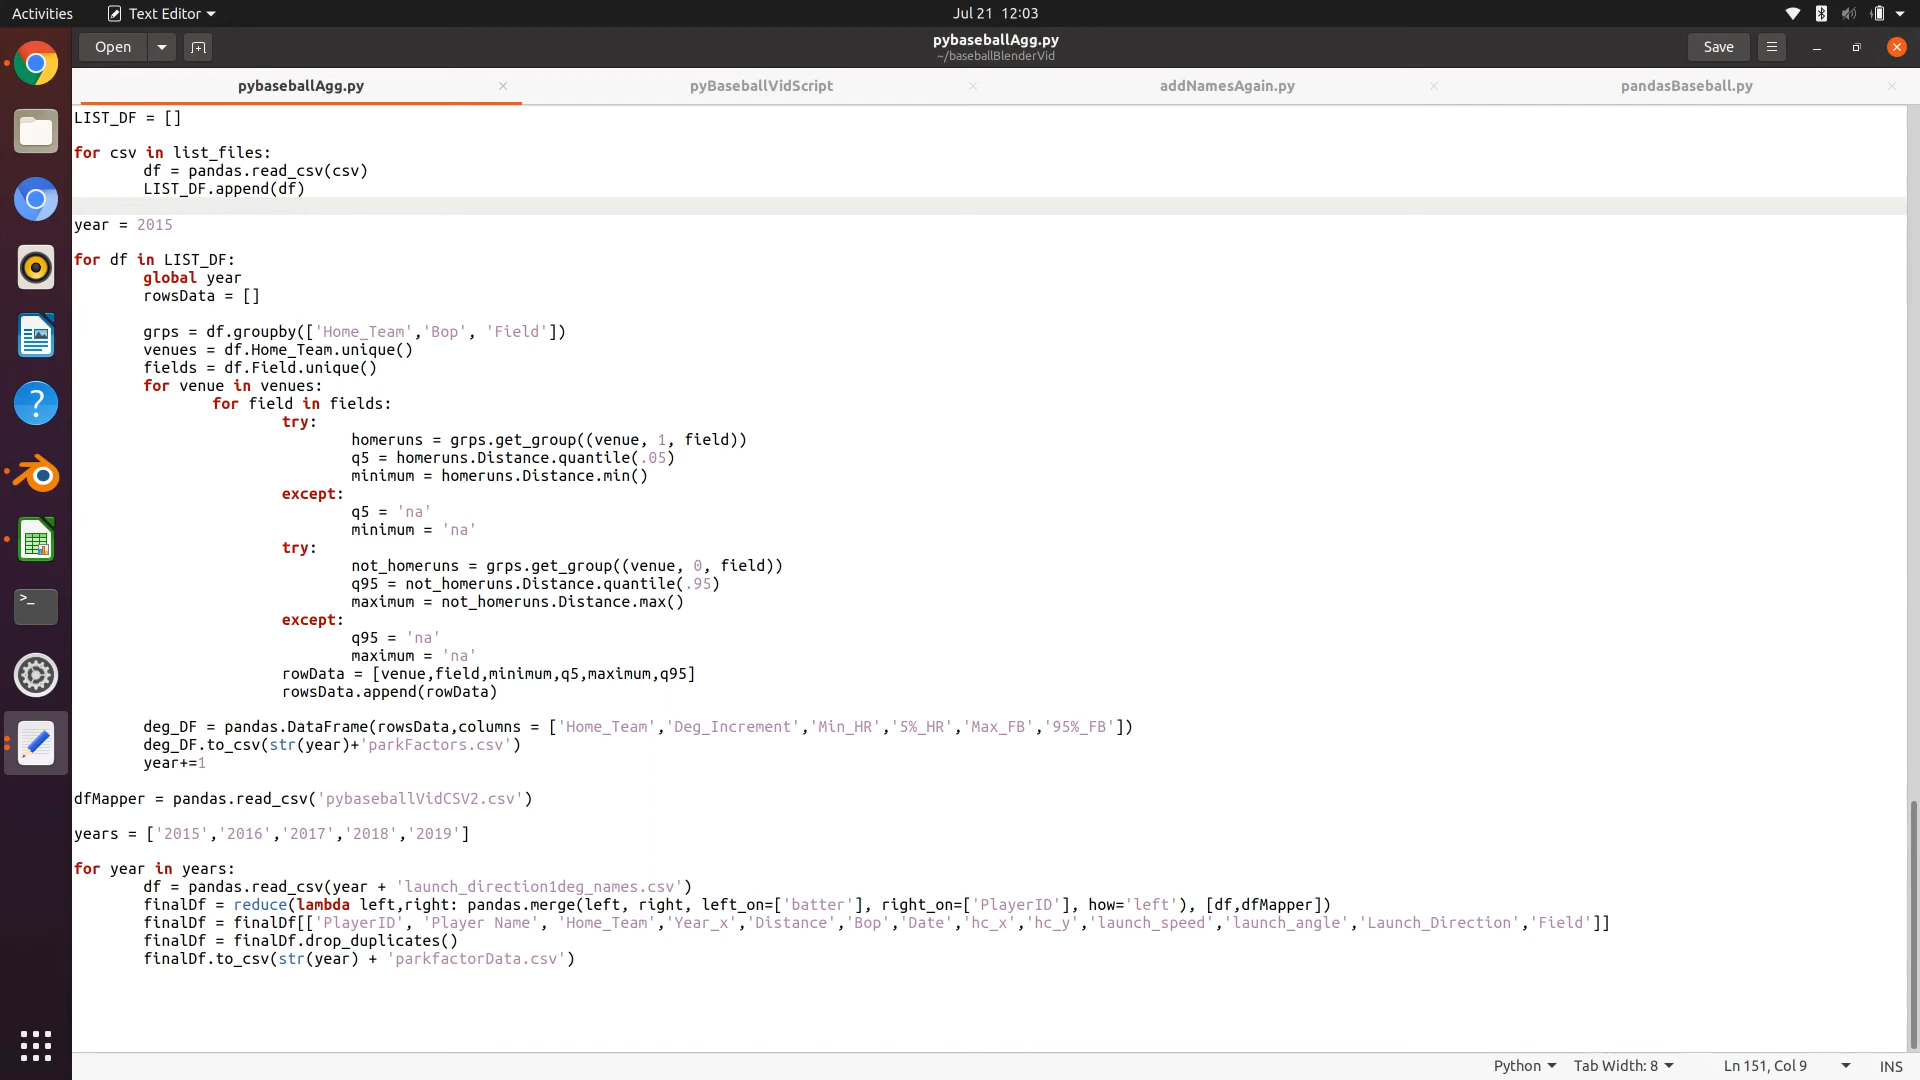 Activities
Text Editor
Jul 21 12:03
Open
pybaseballAgg.py
~/baseballBlenderVid
Save
pybaseballAgg.py
pyBaseballVidScript
addNamesAgain.py
pandasBaseball.py
LIST_DF = []
for csv in list_files:
df = pandas.read_csv(csv)
LIST_DF.append(df)
year = 2015
for df in LIST_DF:
global year
rowsData = []
grps = df.groupby(['Home_Team','Bop', 'Field'])
venues = df.Home_Team.unique()
fields = df.Field.unique()
for venue in venues:
for field in fields:
try:
homeruns = grps.get_group((venue, 1, field))
q5 = homeruns.Distance.quantile(.05)
minimum = homeruns.Distance.min()
except:
q5 = 'na'
minimum = 'na'
try:
not_homeruns = grps.get_group((venue, 0, field))
q95 = not_homeruns.Distance.quantile(.95)
maximum = not_homeruns.Distance.max()
except:
q95 = 'na'
maximum = 'na'
rowData = [venue,field,minimum,q5,maximum,q95]
rowsData.append(rowData)
deg_DF = pandas.DataFrame(rowsData,columns = ['Home_Team','Deg_Increment','Min_HR','5%_HR','Max_FB','95%_FB'])
deg_DF.to_csv(str(year)+'parkFactors.csv')
year+=1
dfMapper = pandas.read_csv('pybaseballVidCSV2.csv')
years = ['2015','2016','2017','2018','2019']
for year in years:
df = pandas.read_csv(year + 'launch_direction1deg_names.csv')
finalDf = reduce(lambda left,right: pandas.merge(left, right, left_on=['batter'], right_on=['PlayerID'], how='left'), [df,dfMapper])
finalDf = finalDf[['PlayerID', 'Player Name', 'Home_Team','Year_x','Distance','Bop','Date','hc_x','hc_y','launch_speed','launch_angle','Launch_Direction','Field']]
finalDf = finalDf.drop_duplicates()
finalDf.to_csv(str(year) + 'parkfactorData.csv')
Python
Tab Width: 8
Ln 151, Col 9
INS